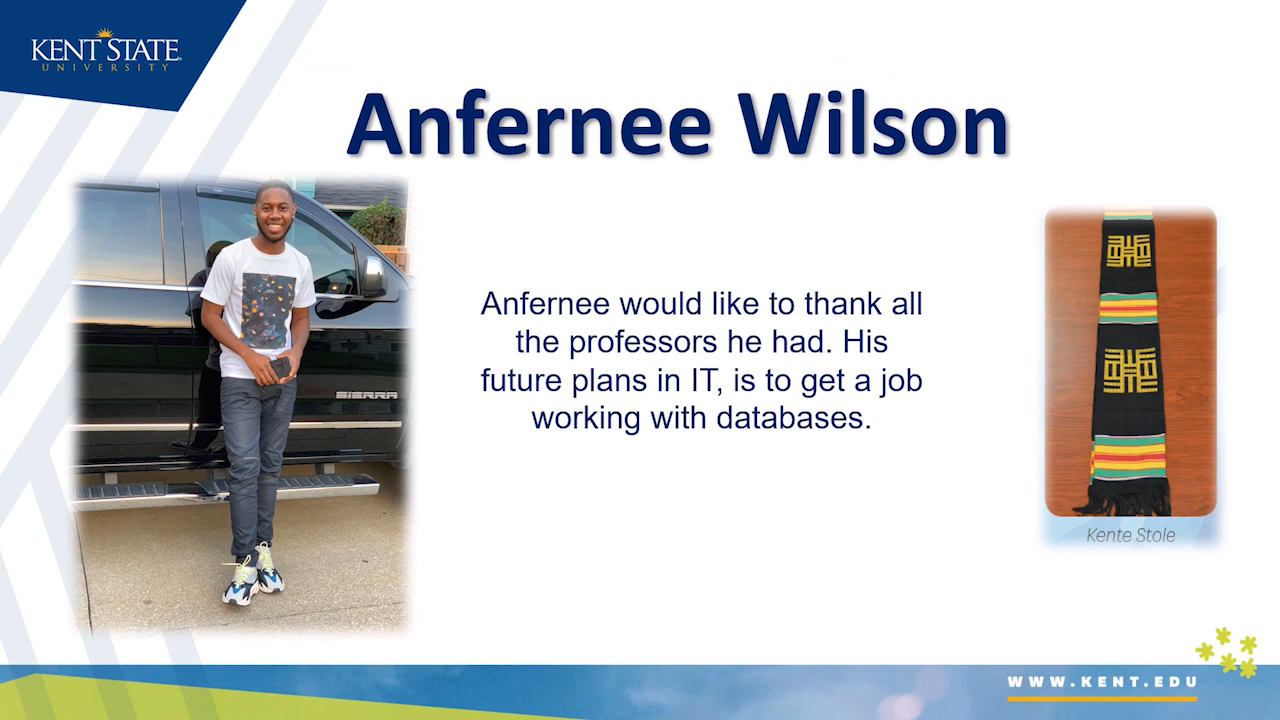 KENT STATE
UNIVERSITY
Anfernee Wilson
Anfernee would like to thank all
the professors he had. His
future plans in IT, is to get a job
working with databases.
SIERRA
Kente Stole
WWW.KENT.EDU